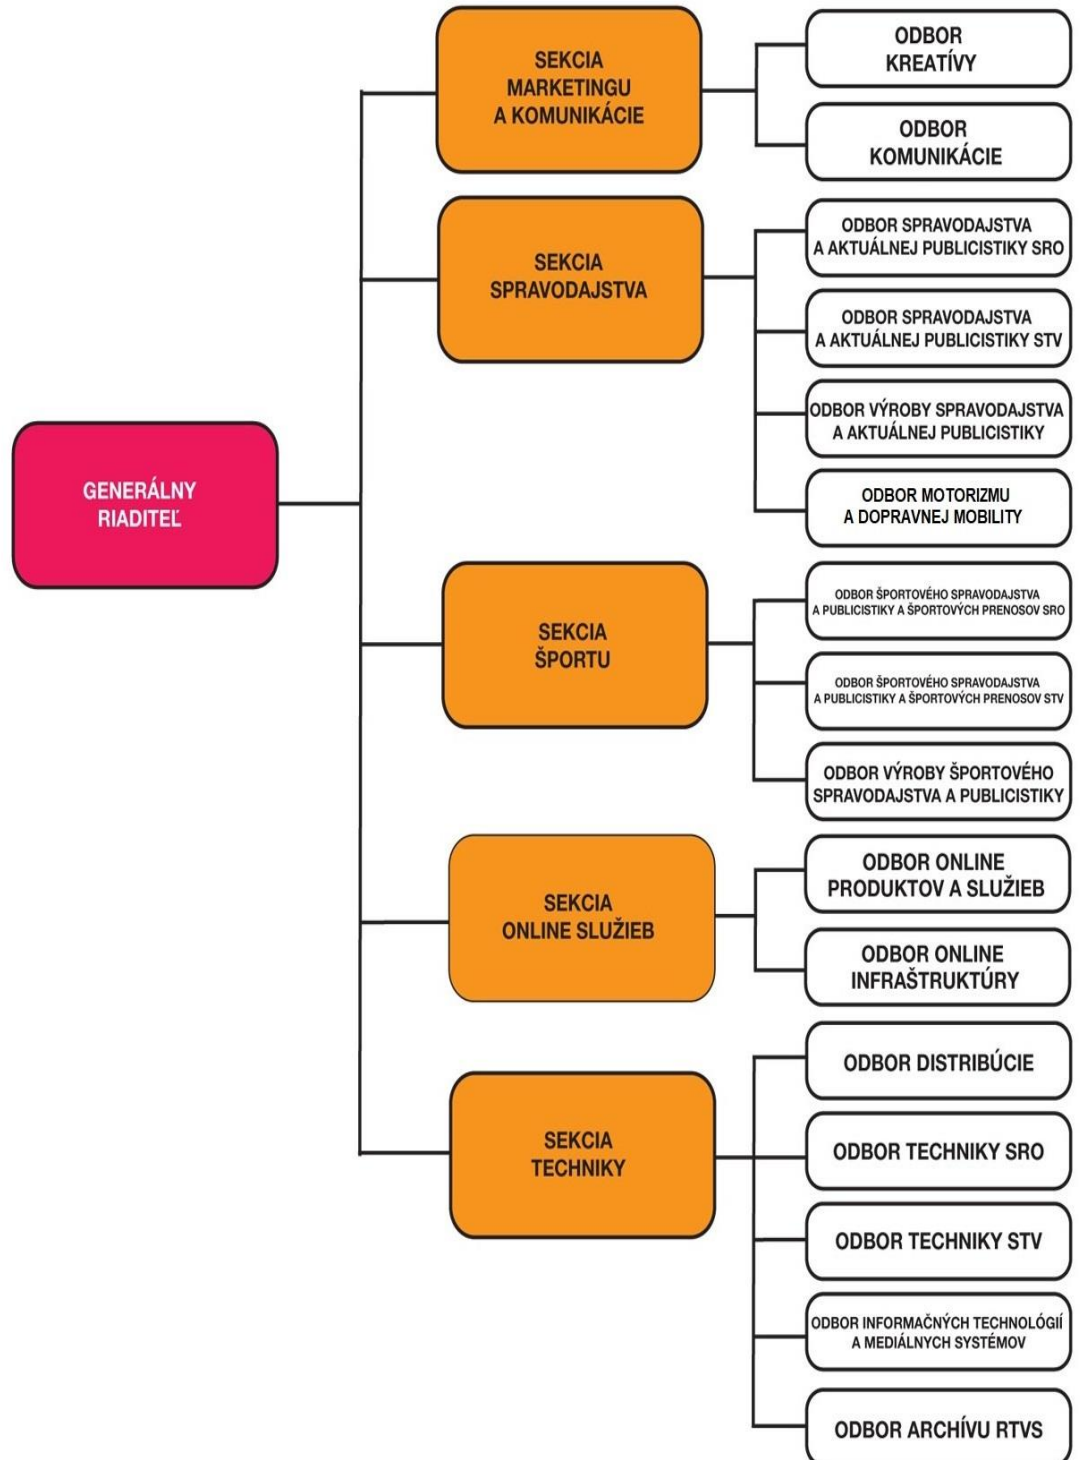 GENERÁLNY
RIADITEĽ
SEKCIA
MARKETINGU
A KOMUNIKÁCIE
ODBOR
KREATÍVY
ODBOR
KOMUNIKÁCIE
SEKCIA
SPRAVODAJSTVA
ODBOR SPRAVODAJSTVA
A AKTUÁLNEJ PUBLICISTIKY SRO
ODBOR SPRAVODAJSTVA
A AKTUÁLNEJ PUBLICISTIKY STV
ODBOR VÝROBY SPRAVODAJSTVA
A AKTUÁLNEJ PUBLICISTIKY
ODBOR MOTORIZMU
A DOPRAVNEJ MOBILITY
SEKCIA
ŠPORTU
ODBOR ŠPORTOVÉHO SPRAVODAJSTVA
A PUBLICISTIKY A ŠPORTOVÝCH PRENOSOV SRO
ODBOR ŠPORTOVÉHO SPRAVODAJSTVA
A PUBLICISTIKY A ŠPORTOVÝCH PRENOSOV STV
ODBOR VÝROBY ŠPORTOVÉHO
SPRAVODAJSTVA A PUBLICISTIKY
SEKCIA
ONLINE SLUŽIEB
ODBOR ONLINE
PRODUKTOV A SLUŽIEB
ODBOR ONLINE
INFRAŠTRUKTÚRY
SEKCIA
TECHNIKY
ODBOR DISTRIBÚCIE
ODBOR TECHNIKY SRO
ODBOR TECHNIKY STV
ODBOR INFORMAČNÝCH TECHNOLÓGIÍ
A MEDIÁLNYCH SYSTÉMOV
ODBOR ARCHÍVU RTVS